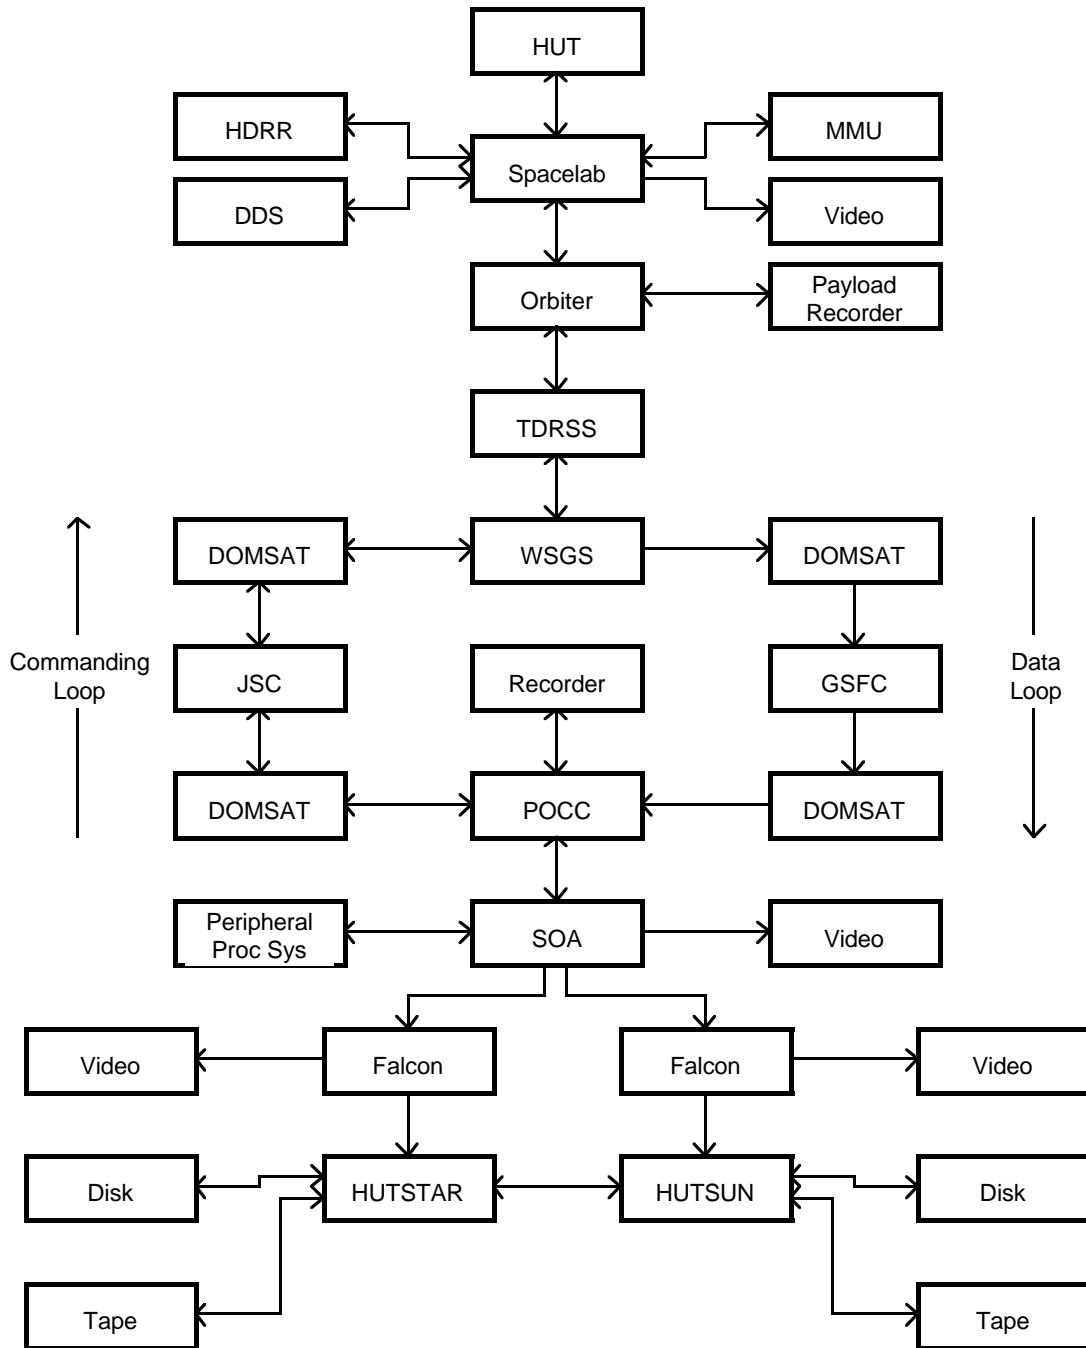 HUT
HDRR
MMU
Spacelab
DDS
Video
Orbiter
Payload
Recorder
TDRSS
DOMSAT
WSGS
DOMSAT
Commanding
Loop
JSC
Recorder
GSFC
Data
Loop
DOMSAT
POCC
DOMSAT
Peripheral
Proc Sys
SOA
Video
Video
Falcon
Falcon
Video
Disk
HUTSTAR
HUTSUN
Disk
Tape
Tape